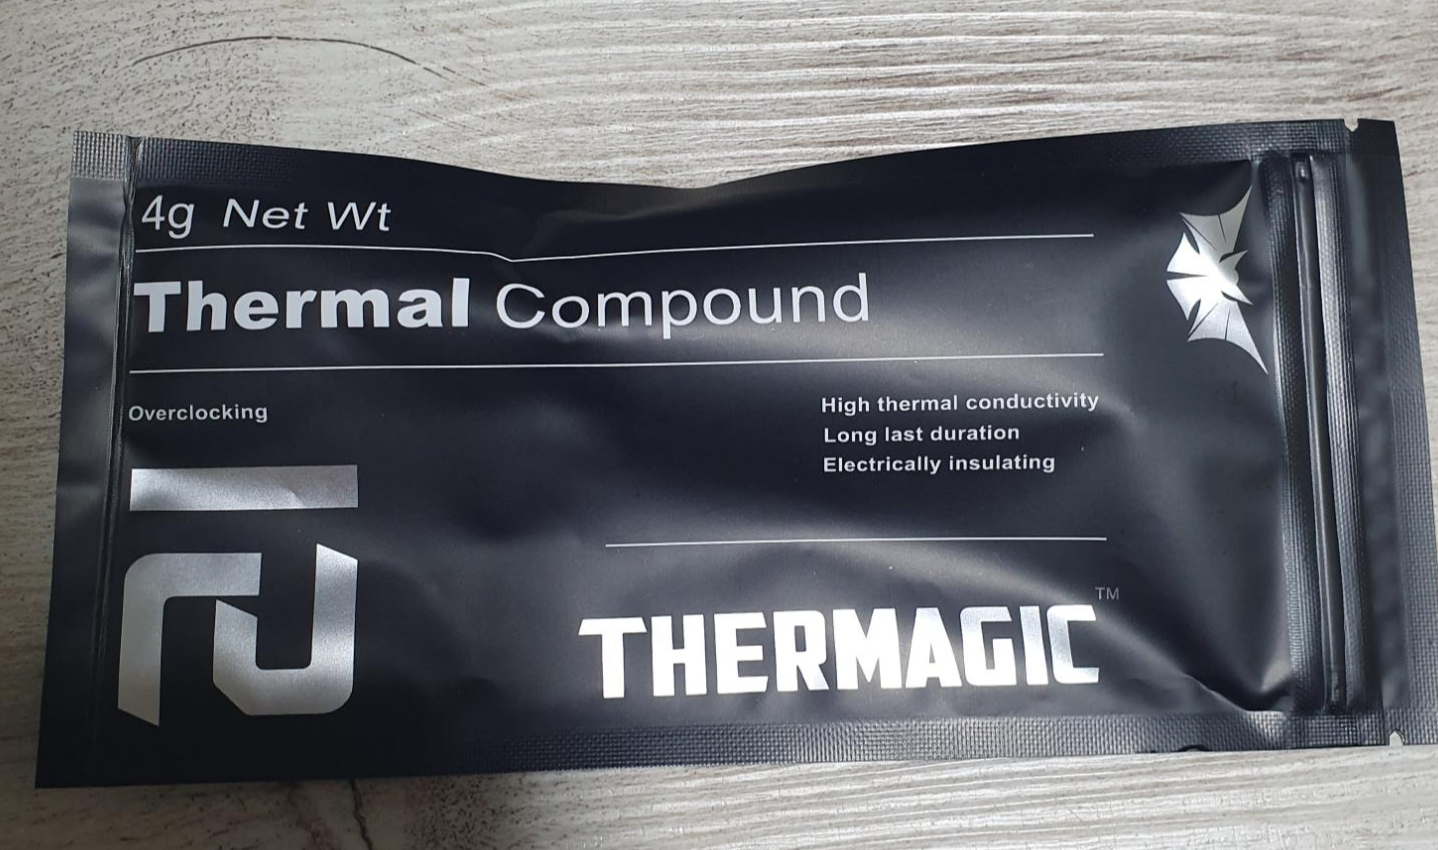 4g Net Wt
Thermal Compound
Overclocking
High thermal conductivity
Long last duration
Electrically insulating
THERMAGIC™